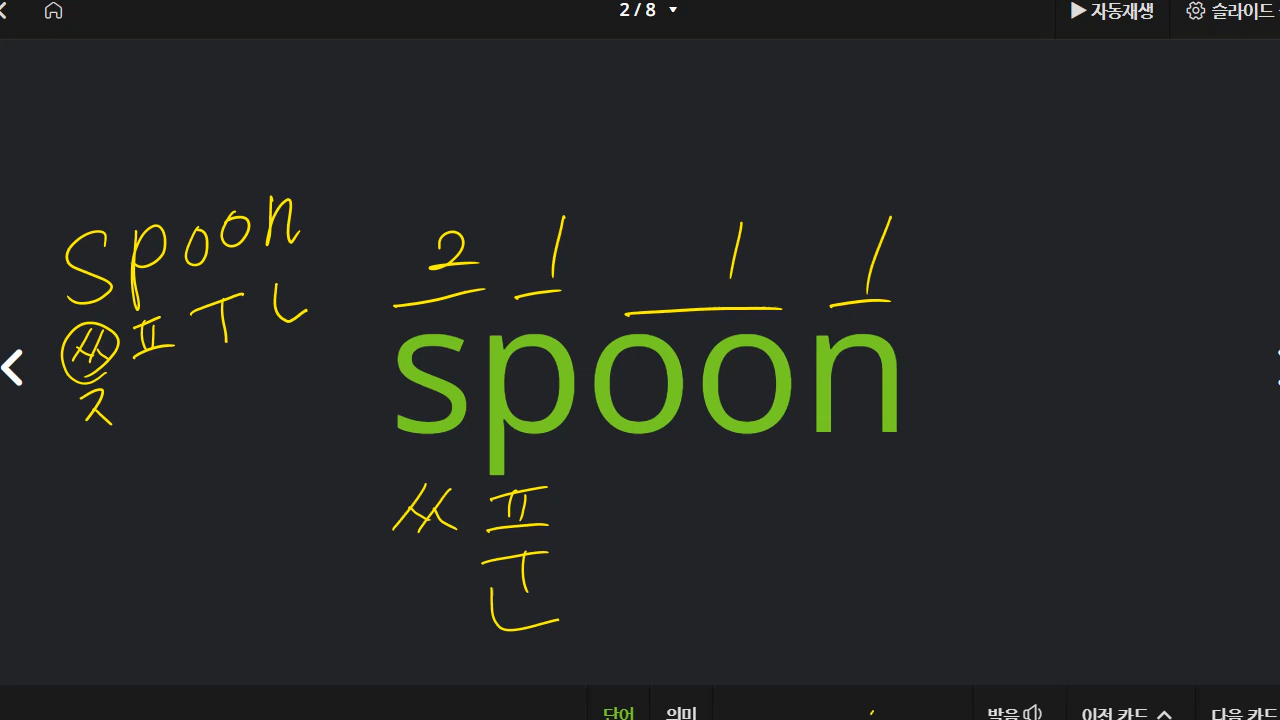 2 / 8
자동재생
슬라이드
spoon
ㅆ ㅍ ㅜ ㄴ
2 1 1 1
spoon
ㅆ 푼
단어
의미
발음
이전 카드
다음 카드